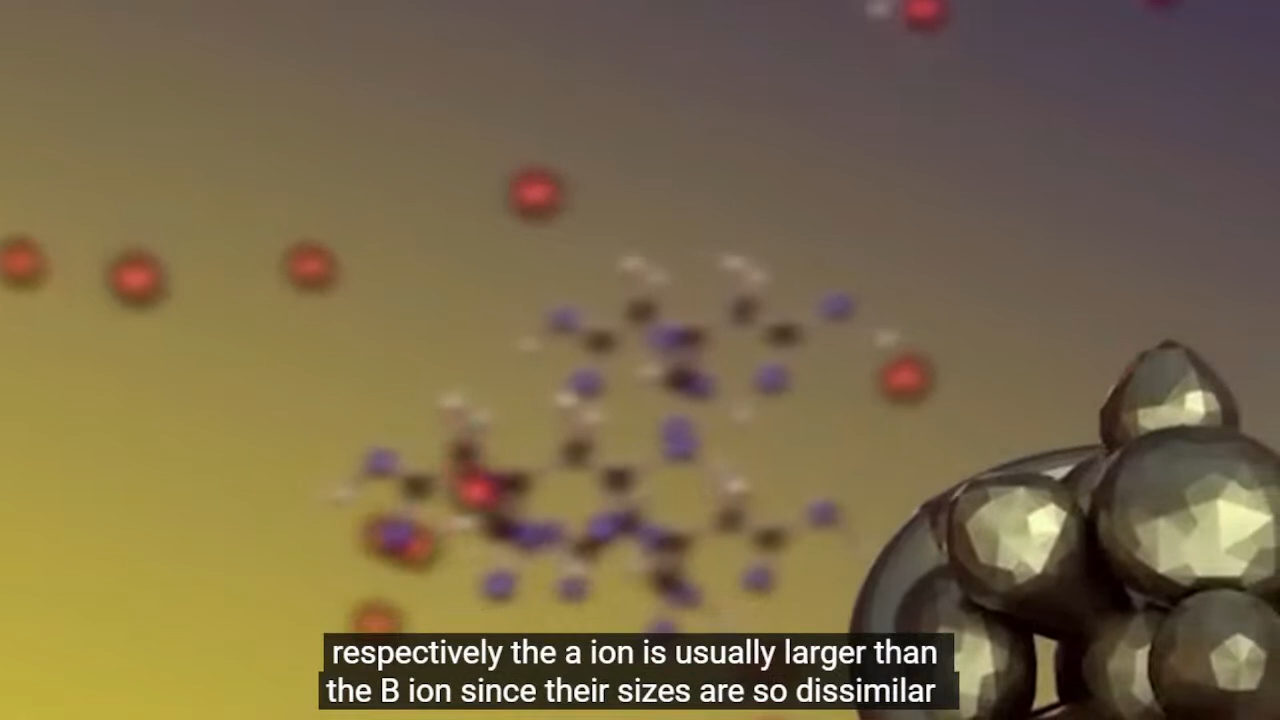 respectively the a ion is usually larger than
the B ion since their sizes are so dissimilar